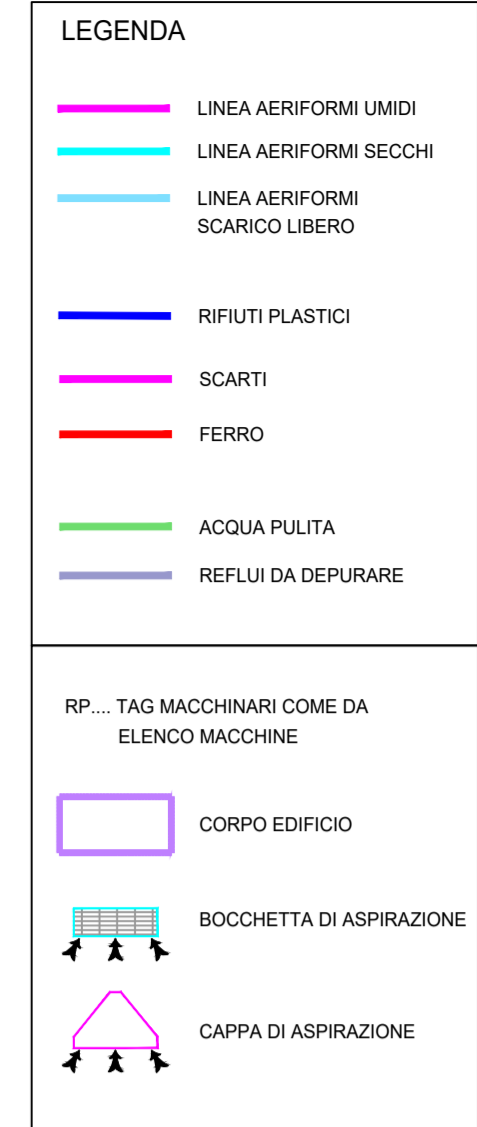 LEGENDA
LINEA AERIFORMI UMIDI
LINEA AERIFORMI SECCHI
LINEA AERIFORMI
SCARICO LIBERO
RIFIUTI PLASTICI
SCARTI
FERRO
ACQUA PULITA
REFLUI DA DEPURARE
RP.... TAG MACCHINARI COME DA
ELENCO MACCHINE
CORPO EDIFICIO
BOCCHETTA DI ASPIRAZIONE
CAPPA DI ASPIRAZIONE